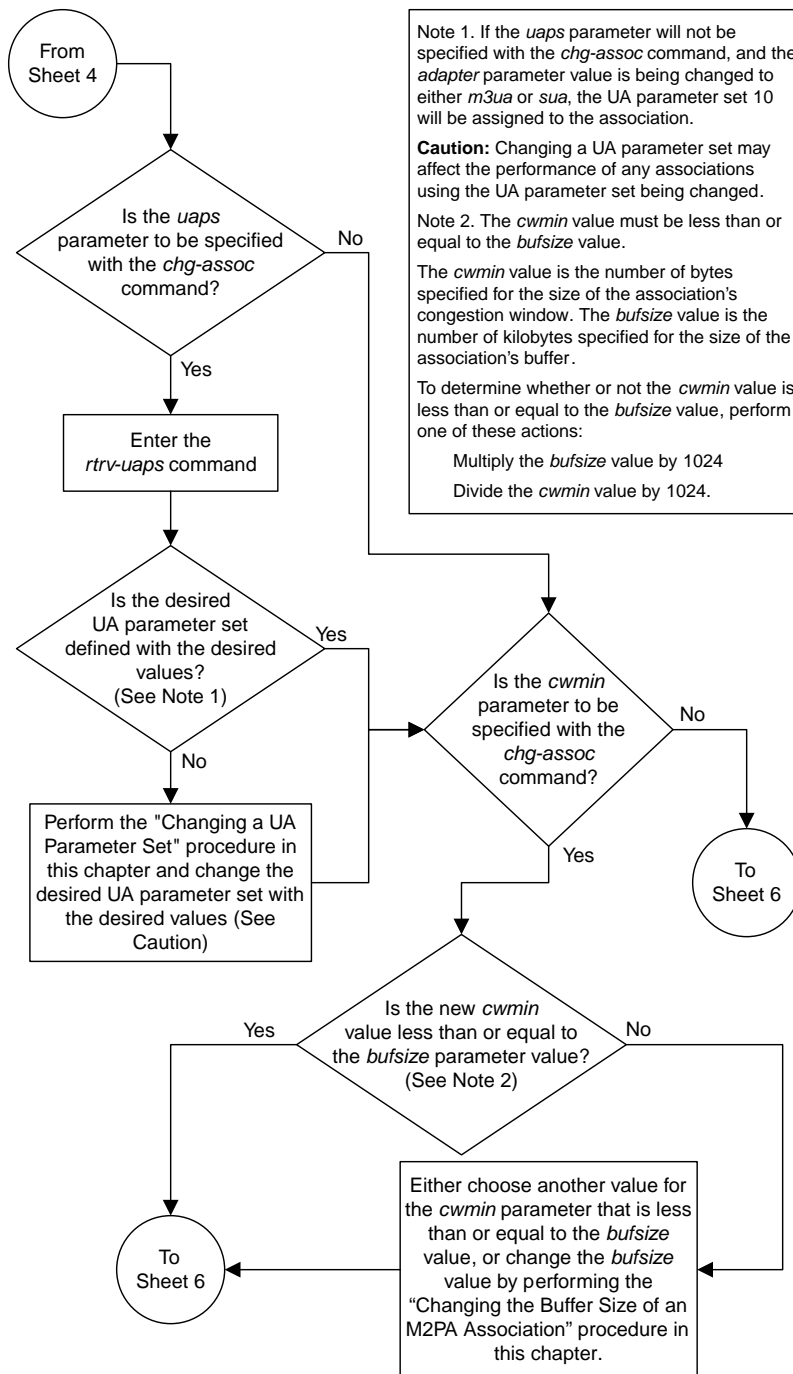 From
Sheet 4
Note 1. If the uaps parameter will not be
specified with the chg-assoc command, and the
adapter parameter value is being changed to
either m3ua or sua, the UA parameter set 10
will be assigned to the association.
Caution: Changing a UA parameter set may
affect the performance of any associations
using the UA parameter set being changed.
Note 2. The cwmin value must be less than or
equal to the bufsize value.
The cwmin value is the number of bytes
specified for the size of the association’s
congestion window. The bufsize value is the
number of kilobytes specified for the size of the
association’s buffer.
To determine whether or not the cwmin value is
less than or equal to the bufsize value, perform
one of these actions:
Multiply the bufsize value by 1024
Divide the cwmin value by 1024.
Is the uaps
parameter to be specified
with the chg-assoc
command?
No
Yes
Enter the
rtrv-uaps command
Is the desired
UA parameter set
defined with the desired
values?
(See Note 1)
Yes
No
Perform the "Changing a UA
Parameter Set" procedure in
this chapter and change the
desired UA parameter set with
the desired values (See
Caution)
Is the cwmin
parameter to be
specified with the
chg-assoc
command?
No
Yes
To
Sheet 6
Is the new cwmin
value less than or equal to
the bufsize parameter value?
(See Note 2)
Yes
No
Either choose another value for
the cwmin parameter that is less
than or equal to the bufsize
value, or change the bufsize
value by performing the
“Changing the Buffer Size of an
M2PA Association” procedure in
this chapter.
To
Sheet 6